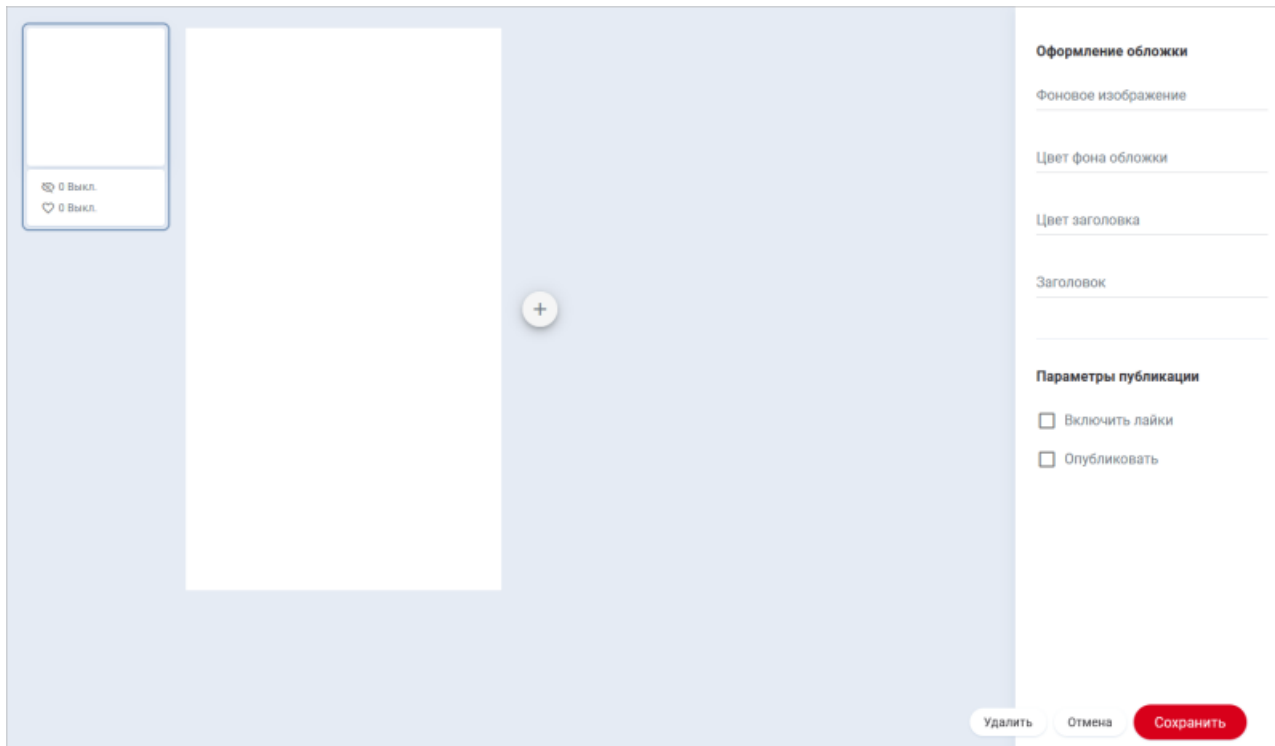 0 Выкл.
0 Выкл.
+
Оформление обложки
Фоновое изображение
Цвет фона обложки
Цвет заголовка
Заголовок
Параметры публикации
Включить лайки
Опубликовать
Удалить Отмена Сохранить